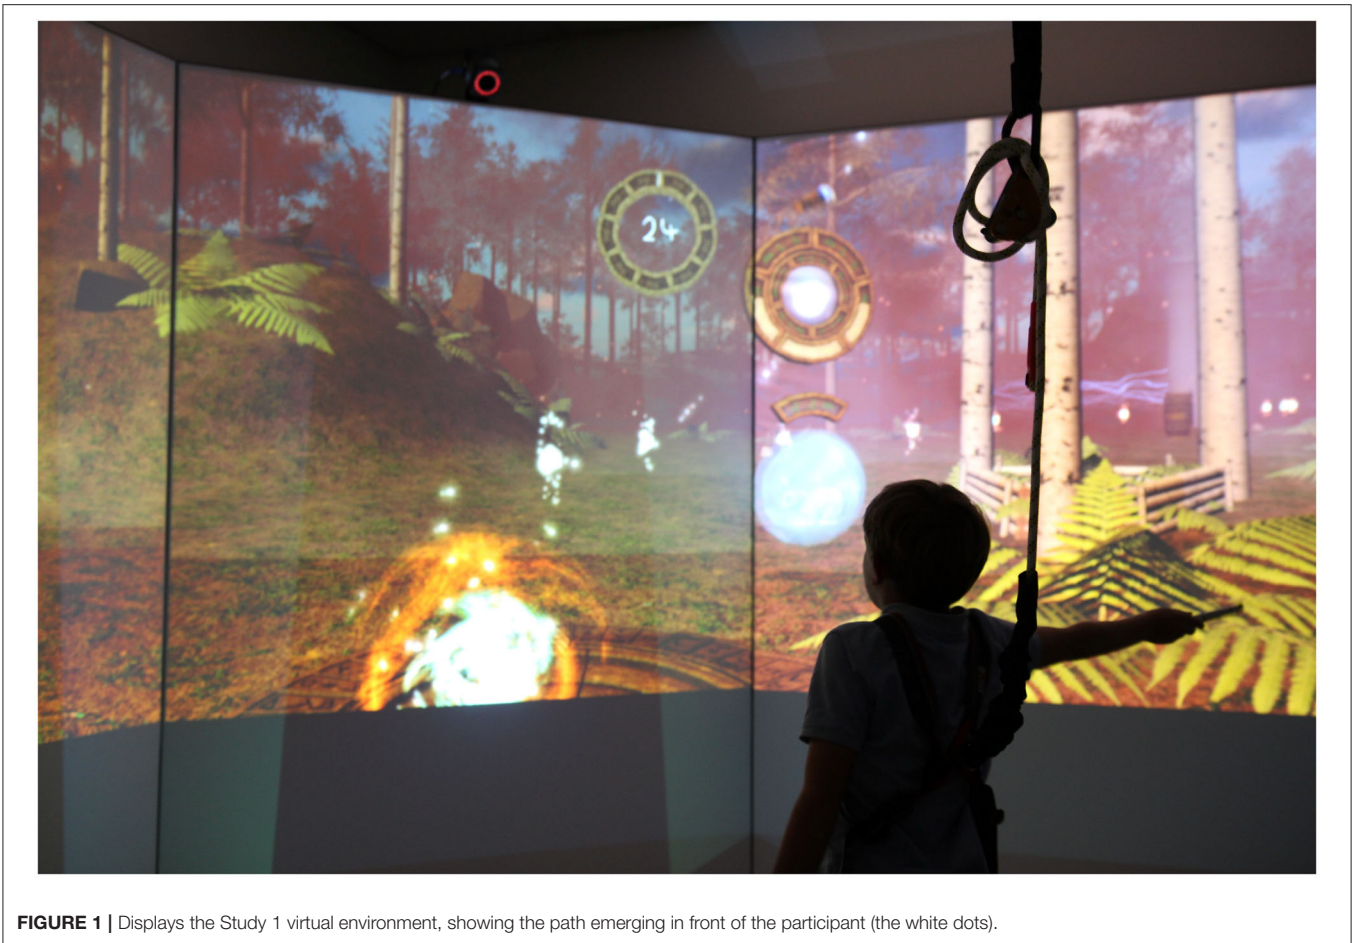 24
FIGURE 1 | Displays the Study 1 virtual environment, showing the path emerging in front of the participant (the white dots).